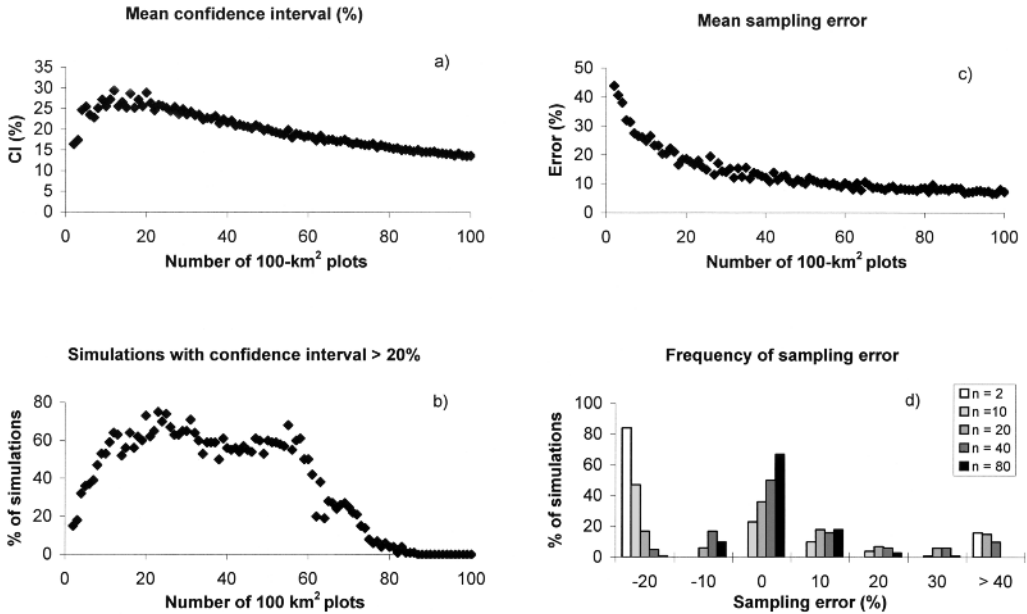 Mean confidence interval (%)
a)
35
30
25
20
15
10
5
0
CI (%)
0 20 40 60 80 100
Number of 100-km² plots
Mean sampling error
c)
50
40
30
20
10
0
Error (%)
0 20 40 60 80 100
Number of 100-km² plots
Simulations with confidence interval > 20%
b)
80
60
40
20
0
% of simulations
0 20 40 60 80 100
Number of 100 km² plots
Frequency of sampling error
d)
n = 2
n =10
n = 20
n = 40
n = 80
100
80
60
40
20
0
% of simulations
-20 -10 0 10 20 30 > 40
Sampling error (%)